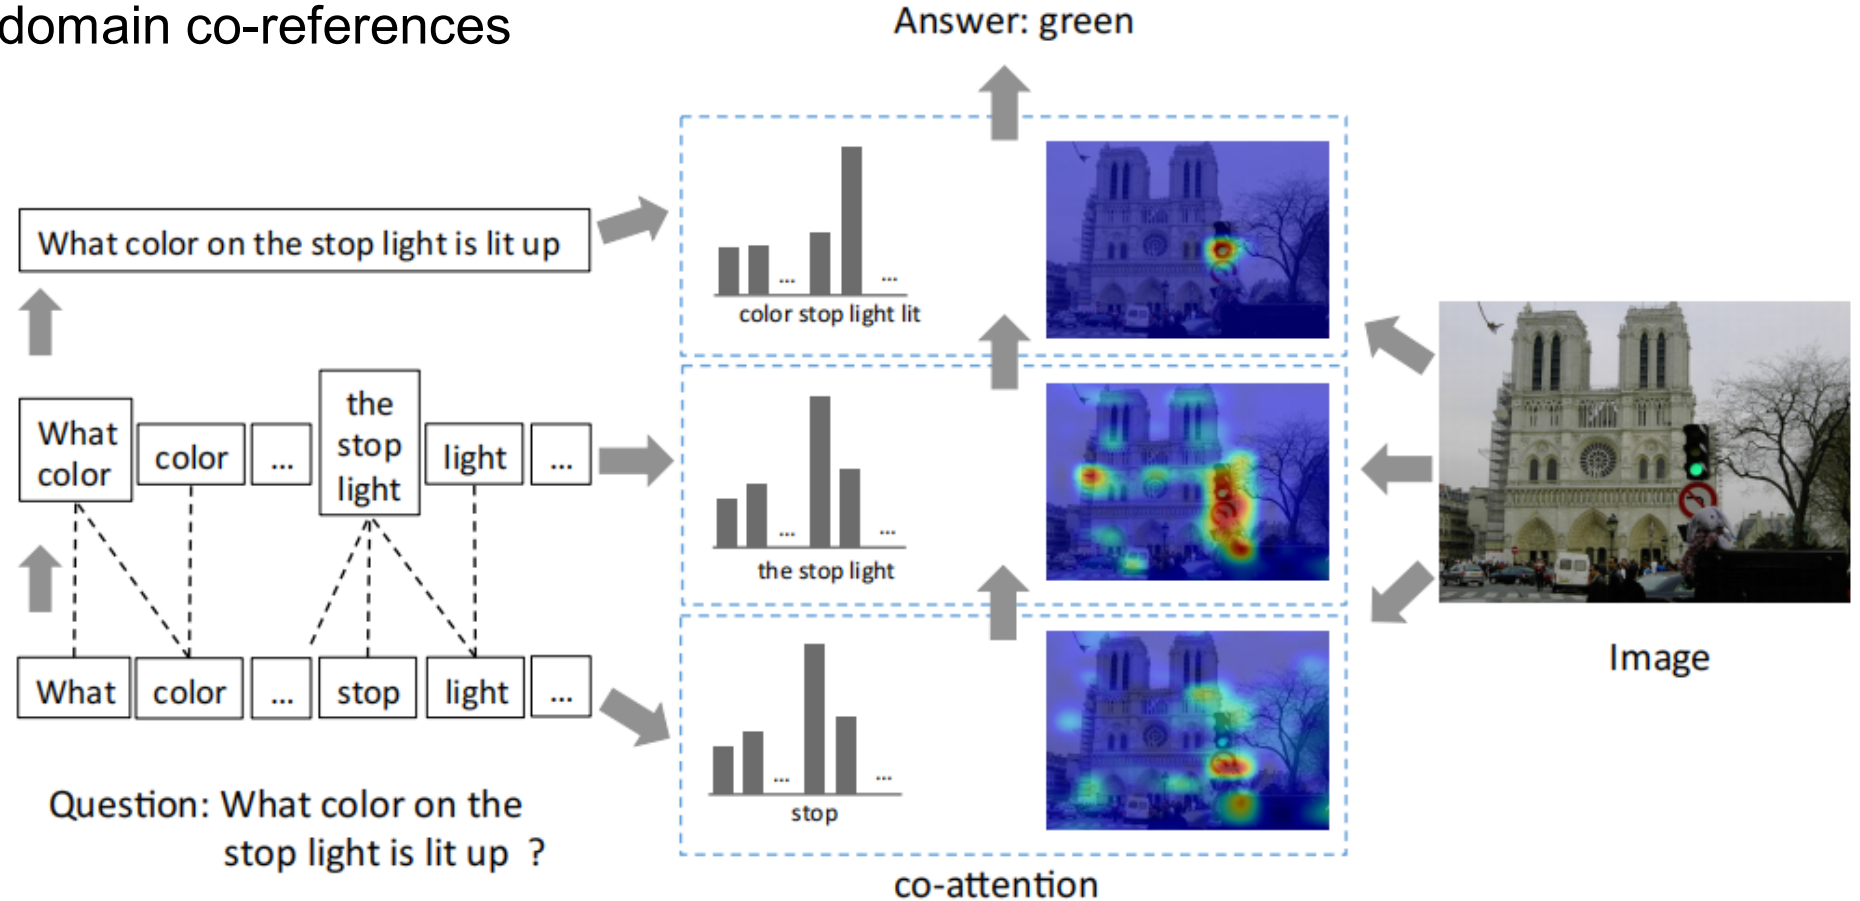 domain co-references
Answer: green
What color on the stop light is lit up
... ...
color stop light lit
What
color
color
...
the
stop
light
light
...
... ...
the stop light
What
color
...
stop
light
...
... ...
stop
Question: What color on the
stop light is lit up ?
Image
co-attention